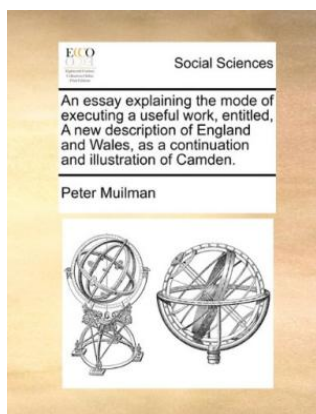 ECCO
Social Sciences
An essay explaining the mode of
executing a useful work, entitled,
A new description of England
and Wales, as a continuation
and illustration of Camden.
Peter Muilman